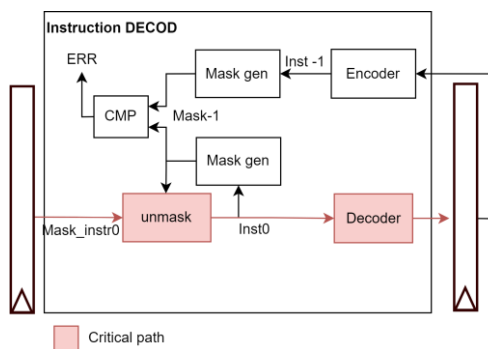 Instruction DECOD
ERR
Mask gen
Inst -1
Encoder
CMP
Mask-1
Mask gen
unmask
Decoder
Mask_instr0
Inst0
Critical path